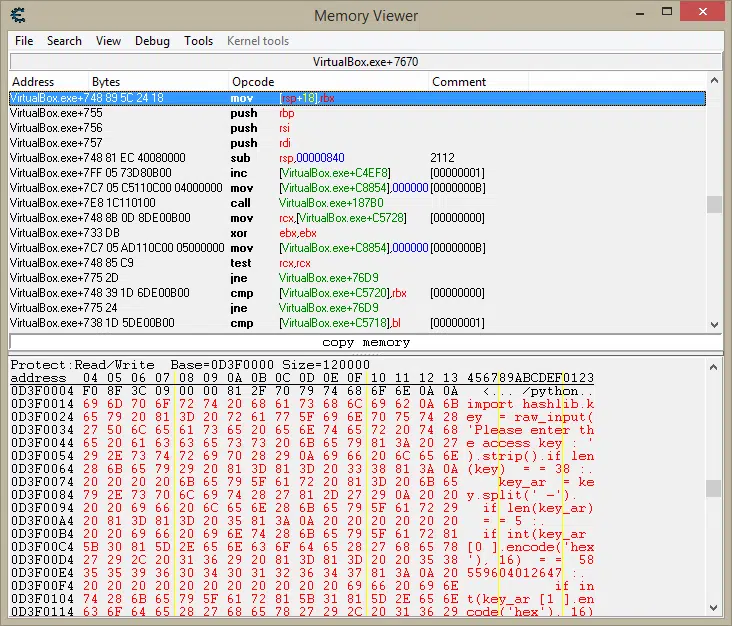 Memory Viewer
File Search View Debug Tools Kernel tools
VirtualBox.exe+7670
Address Bytes Opcode Comment
VirtualBox.exe+748 89 5C 24 18 mov [rsp+18],rbx
VirtualBox.exe+755 push rbp
VirtualBox.exe+756 push rsi
VirtualBox.exe+757 push rdi
VirtualBox.exe+748 81 EC 40080000 sub rsp,00000840 2112
VirtualBox.exe+7FF 05 73D80B00 inc [VirtualBox.exe+C4EF8] [00000001]
VirtualBox.exe+7C7 05 C5110C00 04000000 mov [VirtualBox.exe+C8854],000000 [0000000B]
VirtualBox.exe+7E8 1C110100 call VirtualBox.exe+187B0
VirtualBox.exe+748 8B 0D 8DE00B00 mov rcx,[VirtualBox.exe+C5728] [00000000]
VirtualBox.exe+733 DB xor ebx,ebx
VirtualBox.exe+7C7 05 AD110C00 05000000 mov [VirtualBox.exe+C8854],000000 [0000000B]
VirtualBox.exe+748 85 C9 test rcx,rcx
VirtualBox.exe+775 2D jne VirtualBox.exe+76D9
VirtualBox.exe+748 39 1D 6DE00B00 cmp [VirtualBox.exe+C5720],rbx [00000000]
VirtualBox.exe+775 24 jne VirtualBox.exe+76D9
VirtualBox.exe+738 1D 5DE00B00 cmp [VirtualBox.exe+C5718],bl [00000001]
copy memory
Protect:Read/Write Base=0D3F0000 Size=120000
address 04 05 06 07 08 09 0A 0B 0C 0D 0E 0F 10 11 12 13 456789ABCDEF0123
0D3F0004 F0 8F 3C 09 00 00 81 2F 70 79 74 68 6F 6E 0A 0A <.. /python..
0D3F0014 69 6D 70 6F 72 74 20 68 61 73 68 6C 69 62 0A 6B import hashlib.k
0D3F0024 65 79 20 81 3D 20 72 61 77 5F 69 6E 70 75 74 28 ey = raw_input(
0D3F0034 27 50 6C 65 61 73 65 20 65 6E 74 65 72 20 74 68 'Please enter th
0D3F0044 65 20 61 63 63 65 73 73 20 6B 65 79 81 3A 20 27 e access key : '
0D3F0054 29 2E 73 74 72 69 70 28 29 0A 69 66 20 6C 65 6E ).strip().if len
0D3F0064 28 6B 65 79 29 20 81 3D 81 3D 20 33 38 81 3A 0A (key) = = 38 :.
0D3F0074 20 20 20 20 6B 65 79 5F 61 72 20 81 3D 20 6B 65 key_ar = ke
0D3F0084 79 2E 73 70 6C 69 74 28 27 81 2D 27 29 0A 20 20 y.split(' -').
0D3F0094 20 20 69 66 20 6C 65 6E 28 6B 65 79 5F 61 72 29 if len(key_ar)
0D3F00A4 20 81 3D 81 3D 20 35 81 3A 0A 20 20 20 20 20 20 = = 5 :.
0D3F00B4 20 20 69 66 20 69 6E 74 28 6B 65 79 5F 61 72 81 if int(key_ar
0D3F00C4 5B 30 81 5D 2E 65 6E 63 6F 64 65 28 27 68 65 78 [0 ].encode('hex
0D3F00D4 27 29 2C 20 31 36 29 20 81 3D 81 3D 20 20 35 38 '), 16) = = 58
0D3F00E4 35 35 39 36 30 34 30 31 32 36 34 37 81 3A 0A 20 559604012647 :.
0D3F00F4 20 20 20 20 20 20 20 20 20 20 20 69 66 20 69 6E if in
0D3F0104 74 28 6B 65 79 5F 61 72 81 5B 31 81 5D 2E 65 6E t(key_ar [1 ].en
0D3F0114 63 6F 64 65 28 27 68 65 78 27 29 2C 20 31 36 29 code('hex'), 16)